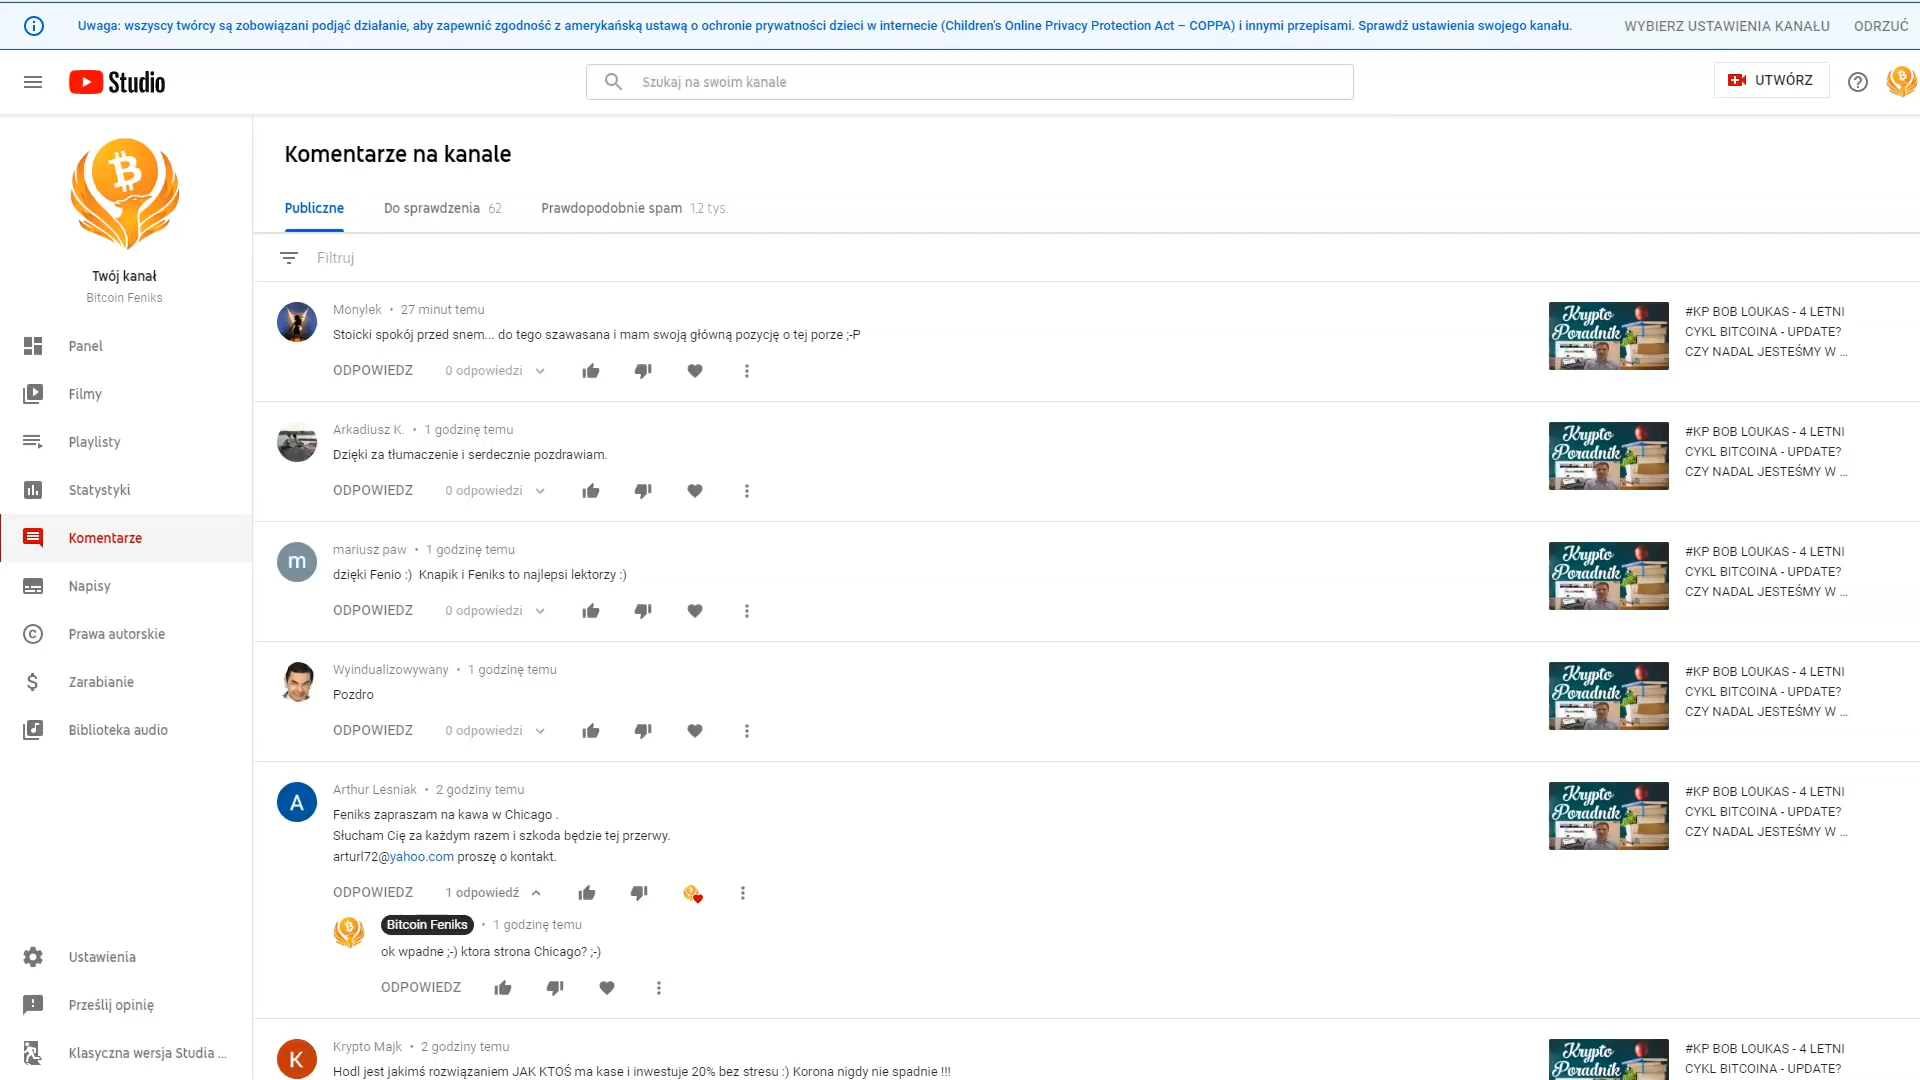 Uwaga: wszyscy twórcy są zobowiązani podjąć działanie, aby zapewnić zgodność z amerykańską ustawą o ochronie prywatności dzieci w internecie (Children's Online Privacy Protection Act – COPPA) i innymi przepisami. Sprawdź ustawienia swojego kanału.
WYBIERZ USTAWIENIA KANAŁU
ODRZUĆ
Studio
Szukaj na swoim kanale
UTWÓRZ
Twój kanał
Bitcoin Feniks
Panel
Filmy
Playlisty
Statystyki
Komentarze
Napisy
Prawa autorskie
Zarabianie
Biblioteka audio
Ustawienia
Prześlij opinię
Klasyczna wersja Studia ...
Komentarze na kanale
Publiczne
Do sprawdzenia 62
Prawdopodobnie spam 1,2 tys.
Filtruj
Monylek • 27 minut temu
Stoicki spokój przed snem... do tego szawasana i mam swoją główną pozycję o tej porze ;-P
ODPOWIEDZ 0 odpowiedzi
Krypto
Poradnik
#KP BOB LOUKAS - 4 LETNI
CYKL BITCOINA - UPDATE?
CZY NADAL JESTEŚMY W ...
Arkadiusz K. • 1 godzinę temu
Dzięki za tłumaczenie i serdecznie pozdrawiam.
ODPOWIEDZ 0 odpowiedzi
Krypto
Poradnik
#KP BOB LOUKAS - 4 LETNI
CYKL BITCOINA - UPDATE?
CZY NADAL JESTEŚMY W ...
m
mariusz paw • 1 godzinę temu
dzięki Fenio :) Knapik i Feniks to najlepsi lektorzy :)
ODPOWIEDZ 0 odpowiedzi
Krypto
Poradnik
#KP BOB LOUKAS - 4 LETNI
CYKL BITCOINA - UPDATE?
CZY NADAL JESTEŚMY W ...
Wyindualizowywany • 1 godzinę temu
Pozdro
ODPOWIEDZ 0 odpowiedzi
Krypto
Poradnik
#KP BOB LOUKAS - 4 LETNI
CYKL BITCOINA - UPDATE?
CZY NADAL JESTEŚMY W ...
A
Arthur Lesniak • 2 godziny temu
Feniks zapraszam na kawa w Chicago .
Słucham Cię za każdym razem i szkoda będzie tej przerwy.
arturl72@yahoo.com proszę o kontakt.
ODPOWIEDZ 1 odpowiedź
Krypto
Poradnik
#KP BOB LOUKAS - 4 LETNI
CYKL BITCOINA - UPDATE?
CZY NADAL JESTEŚMY W ...
Bitcoin Feniks • 1 godzinę temu
ok wpadne ;-) ktora strona Chicago? ;-)
ODPOWIEDZ
K
Krypto Majk • 2 godziny temu
Hodl jest jakimś rozwiązaniem JAK KTOŚ ma kase i inwestuje 20% bez stresu :) Korona nigdy nie spadnie !!!
Krypto
Poradnik
#KP BOB LOUKAS - 4 LETNI
CYKL BITCOINA - UPDATE?